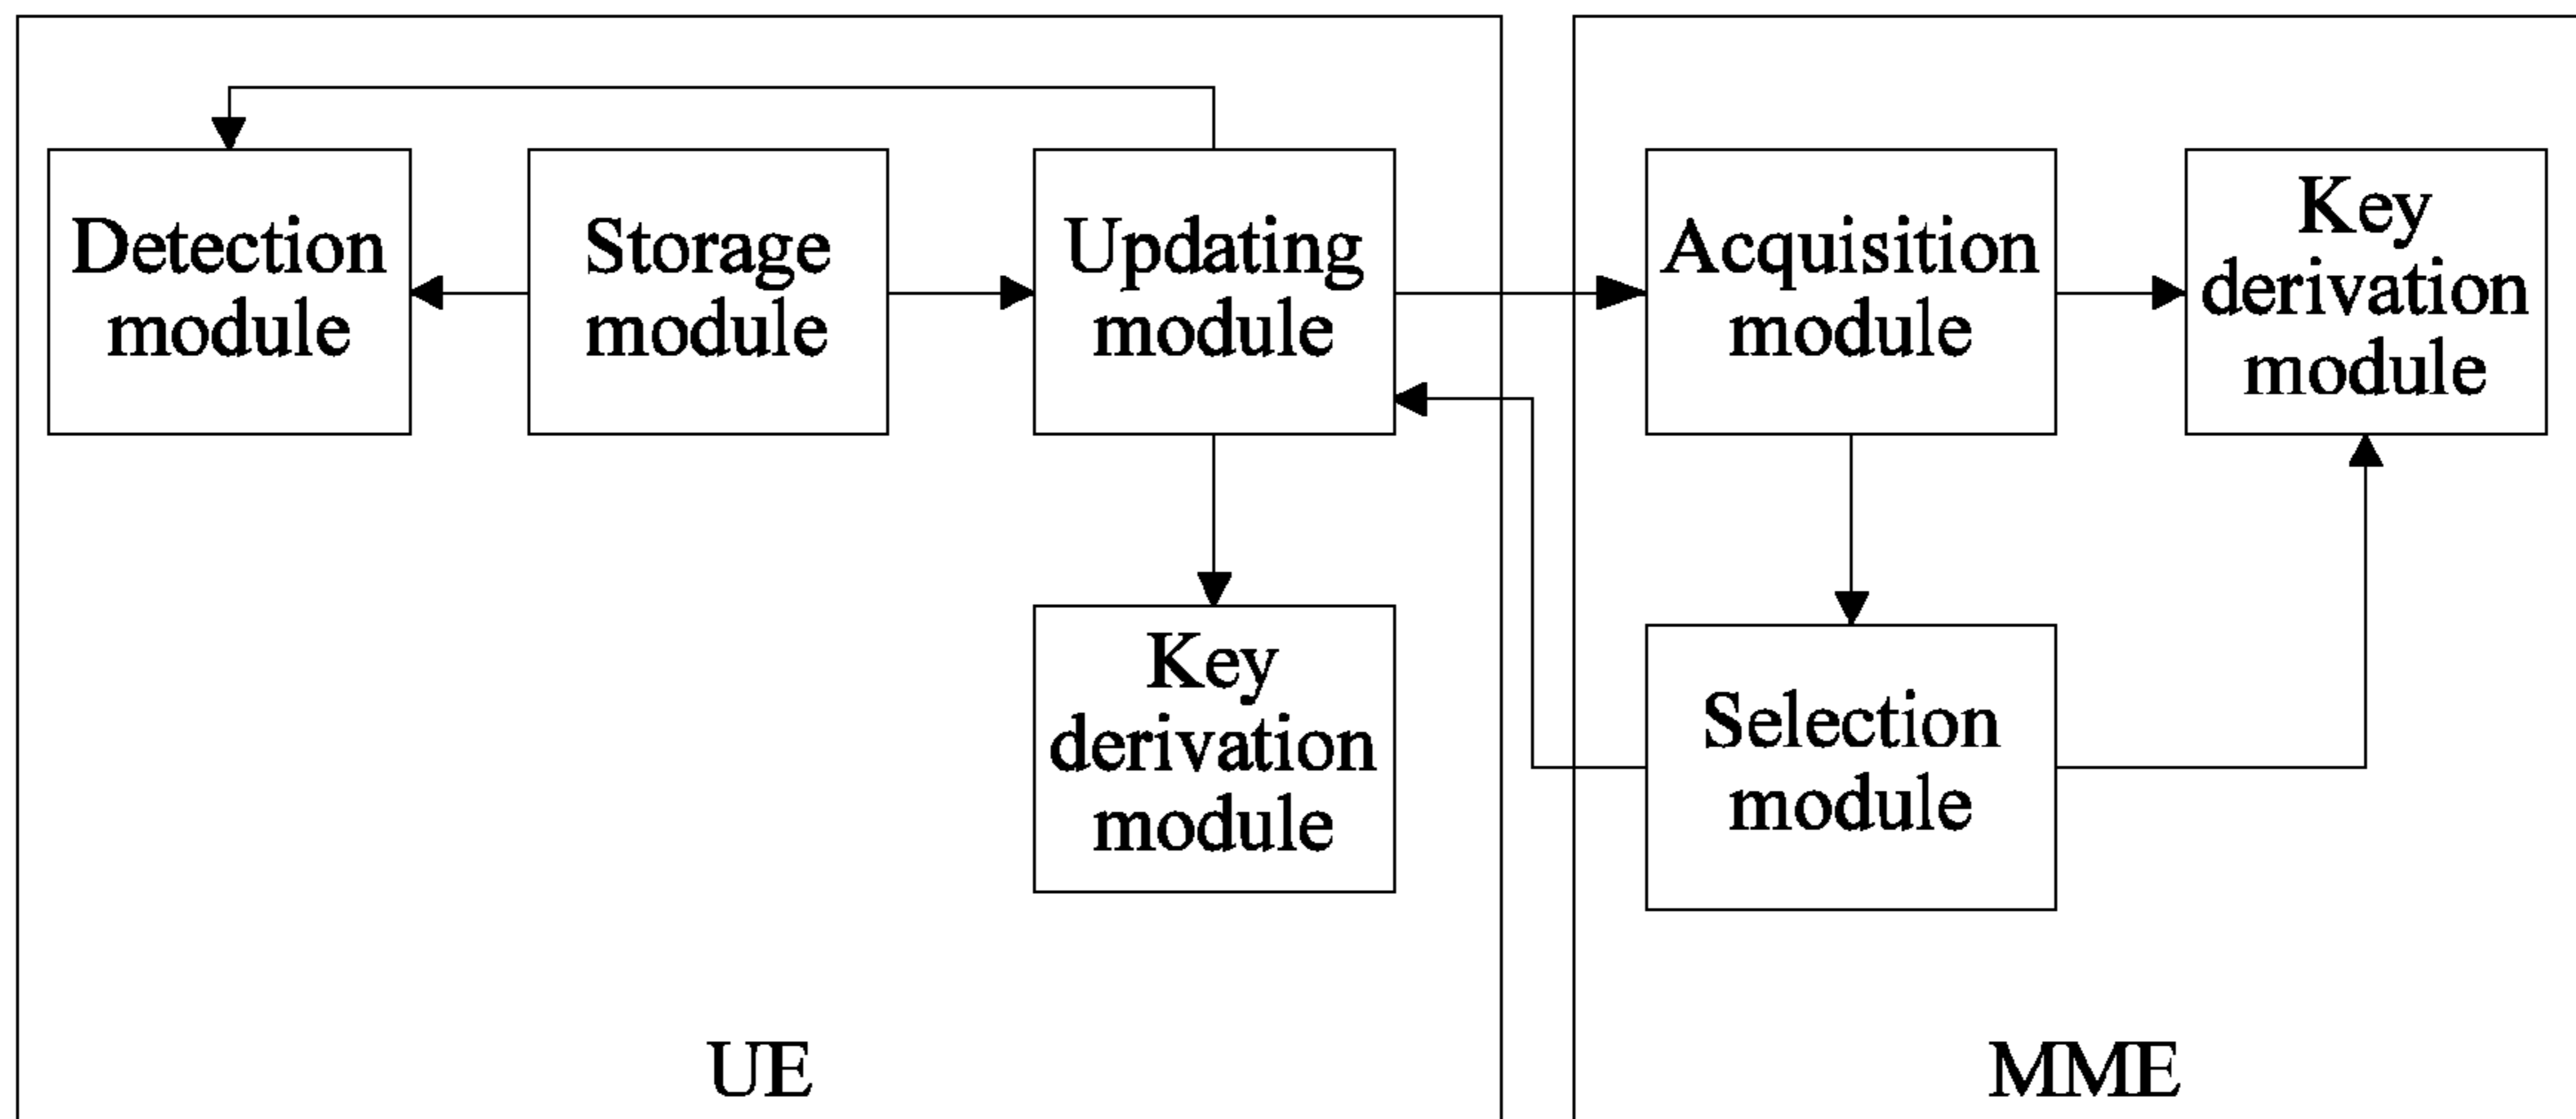 Detection
module
Storage
module
Updating
module
Acquisition
module
Key
derivation
module
Key
derivation
module
Selection
module
UE
MME